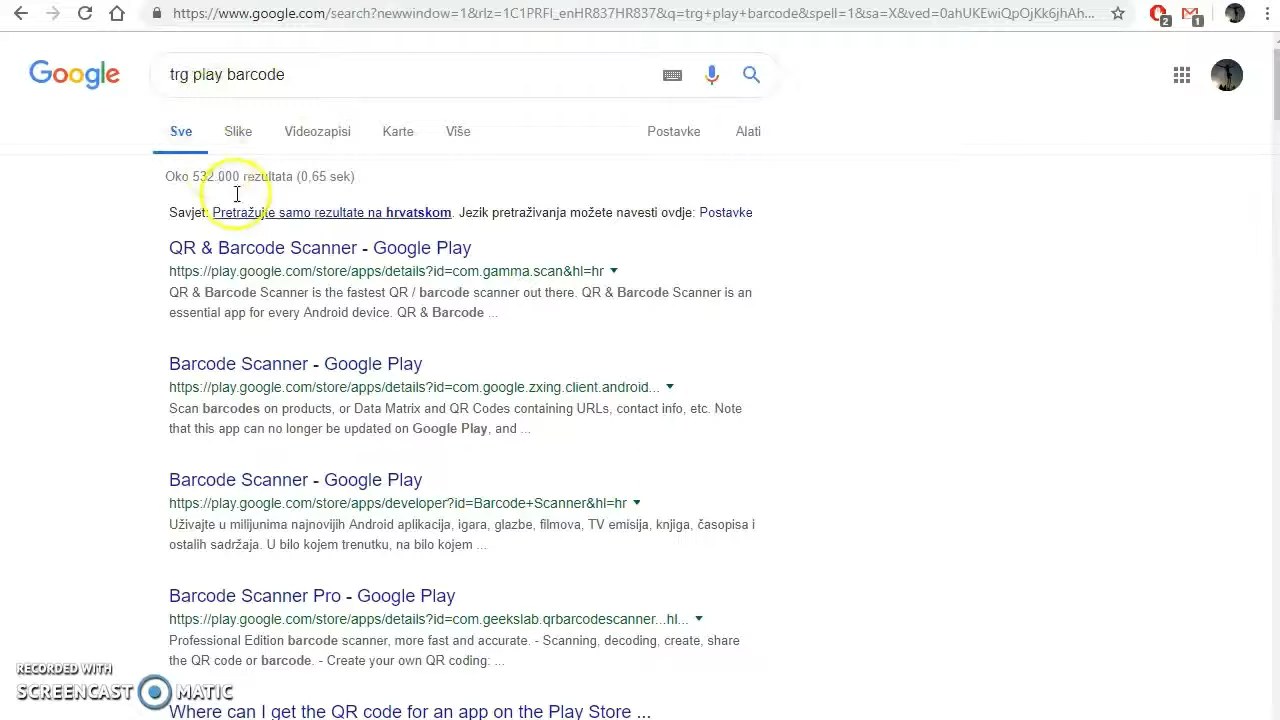 https://www.google.com/search?newwindow=1&rlz=1C1PRFI_enHR837HR837&q=trg+play+barcode&spell=1&sa=X&ved=0ahUKEwiQpOjKk6jhAh...
2
1
Google
trg play barcode
Sve Slike Videozapisi Karte Više Postavke Alati
Oko 532.000 rezultata (0,65 sek)
Savjet: Pretražujte samo rezultate na hrvatskom. Jezik pretraživanja možete navesti ovdje: Postavke
QR & Barcode Scanner - Google Play
https://play.google.com/store/apps/details?id=com.gamma.scan&hl=hr
QR & Barcode Scanner is the fastest QR / barcode scanner out there. QR & Barcode Scanner is an
essential app for every Android device. QR & Barcode ...
Barcode Scanner - Google Play
https://play.google.com/store/apps/details?id=com.google.zxing.client.android...
Scan barcodes on products, or Data Matrix and QR Codes containing URLs, contact info, etc. Note
that this app can no longer be updated on Google Play, and ...
Barcode Scanner - Google Play
https://play.google.com/store/apps/developer?id=Barcode+Scanner&hl=hr
Uživajte u milijunima najnovijih Android aplikacija, igara, glazbe, filmova, TV emisija, knjiga, časopisa i
ostalih sadržaja. U bilo kojem trenutku, na bilo kojem ...
Barcode Scanner Pro - Google Play
https://play.google.com/store/apps/details?id=com.geekslab.qrbarcodescanner...hl...
Professional Edition barcode scanner, more fast and accurate. - Scanning, decoding, create, share
the QR code or barcode. - Create your own QR coding: ...
Where can I get the QR code for an app on the Play Store ...
RECORDED WITH
SCREENCAST MATIC